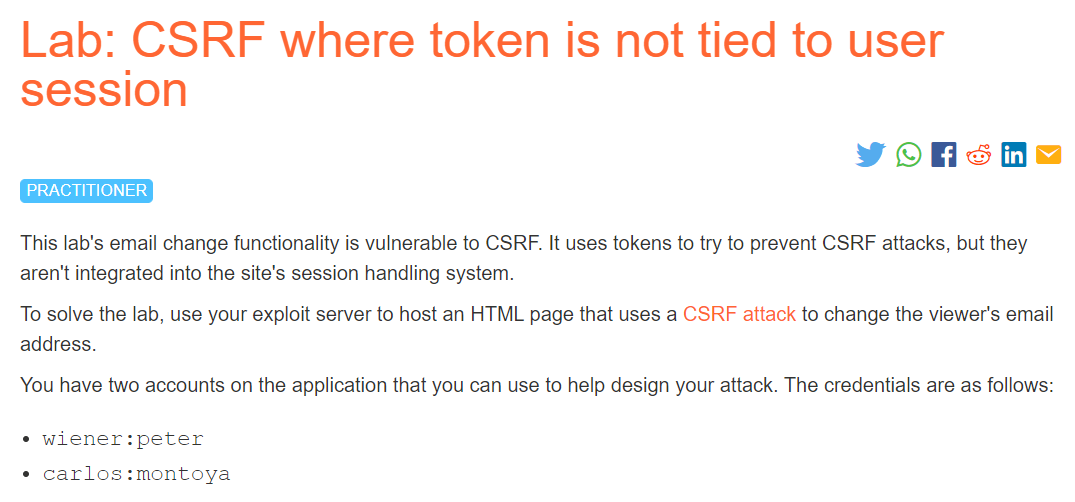 Lab: CSRF where token is not tied to user
session
PRACTITIONER
This lab's email change functionality is vulnerable to CSRF. It uses tokens to try to prevent CSRF attacks, but they
aren't integrated into the site's session handling system.
To solve the lab, use your exploit server to host an HTML page that uses a CSRF attack to change the viewer's email
address.
You have two accounts on the application that you can use to help design your attack. The credentials are as follows:
• wiener:peter
• carlos:montoya